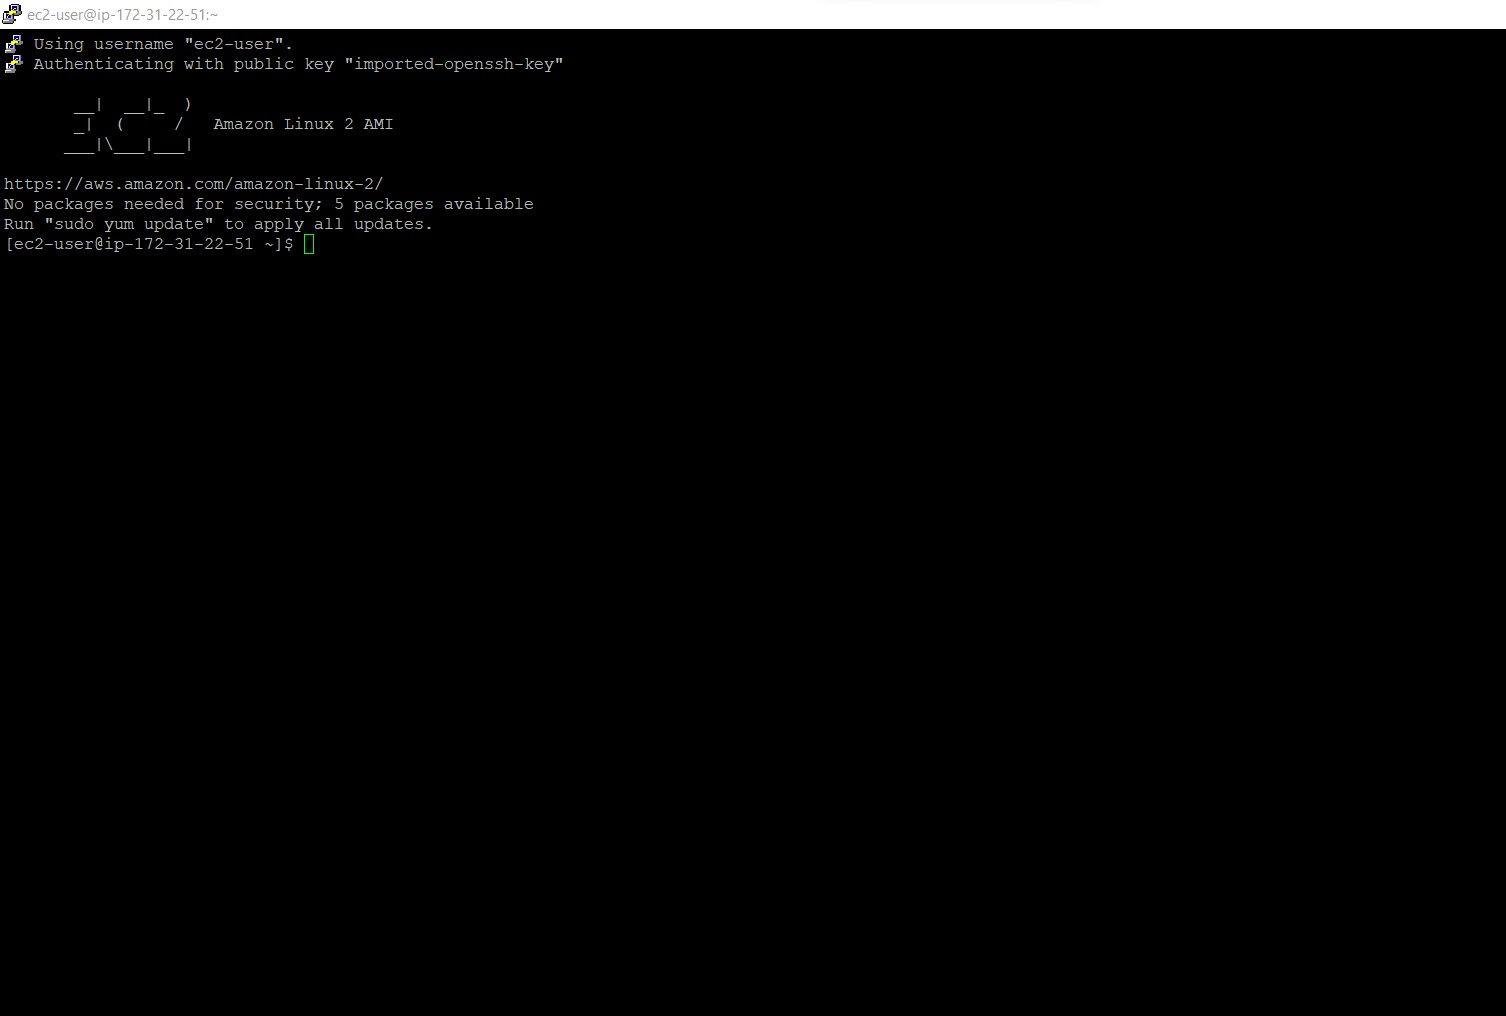 ec2-user@ip-172-31-22-51:~
Using username "ec2-user".
Authenticating with public key "imported-openssh-key"
       __|  __|_  )
       _|  (     /   Amazon Linux 2 AMI
      ___|\___|___|
https://aws.amazon.com/amazon-linux-2/
No packages needed for security; 5 packages available
Run "sudo yum update" to apply all updates.
[ec2-user@ip-172-31-22-51 ~]$